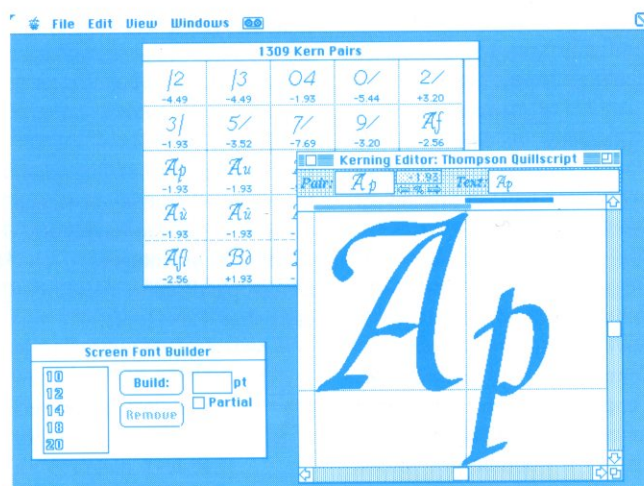 File Edit View Windows
1309 Kern Pairs
|2 |3 04 0/ 2/
-4.49 -4.49 -1.93 -5.44 +3.20
3| 5/ 7/ 9/ Af
-1.93 -3.52 -7.69 -3.20 -2.56
Ap Au
-1.93 -1.93
Aù Aû
-1.93 -1.93
Afl Bd
-2.56 +1.93
Kerning Editor: Thompson Quillscript
Pair: Ap -1.93 % Text: Ap
Ap
Screen Font Builder
10
12
14
18
20
Build: pt
Remove Partial